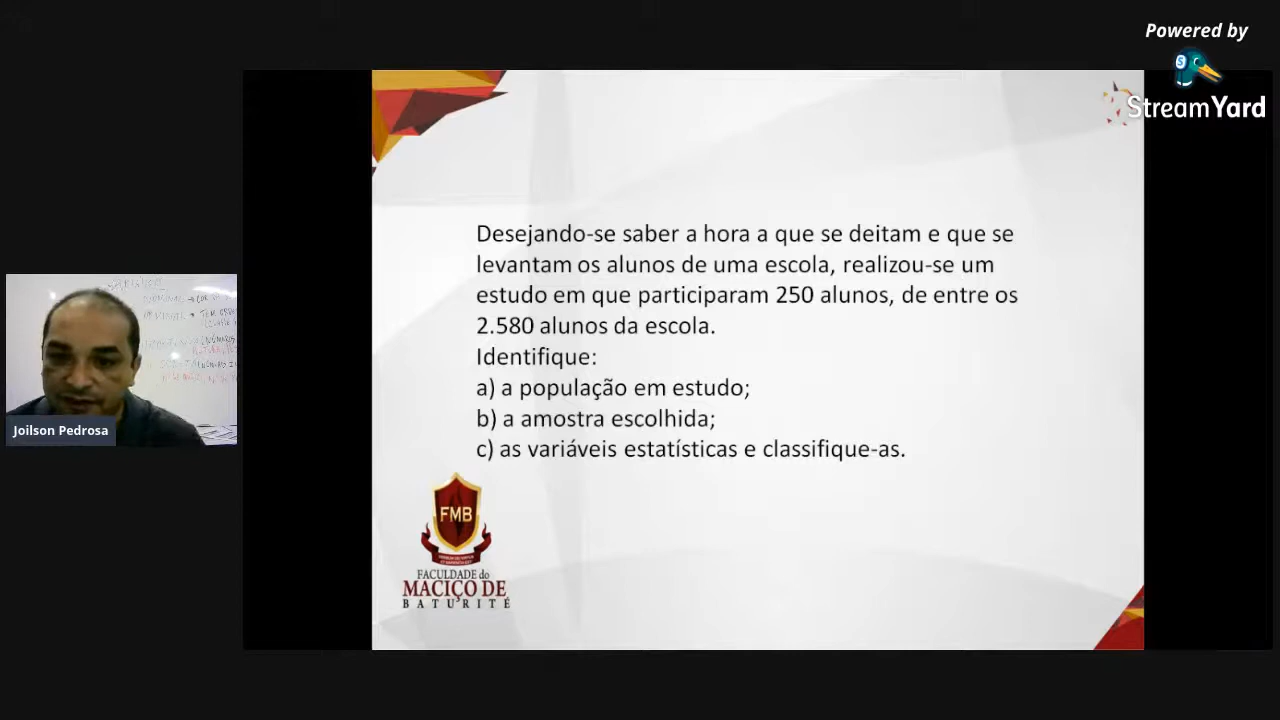 Powered by
StreamYard
Desejando-se saber a hora a que se deitam e que se
levantam os alunos de uma escola, realizou-se um
estudo em que participaram 250 alunos, de entre os
2.580 alunos da escola.
Identifique:
a) a população em estudo;
b) a amostra escolhida;
c) as variáveis estatísticas e classifique-as.
Joilson Pedrosa
FMB
FACULDADE do
MACIÇO DE
BATURITÉ